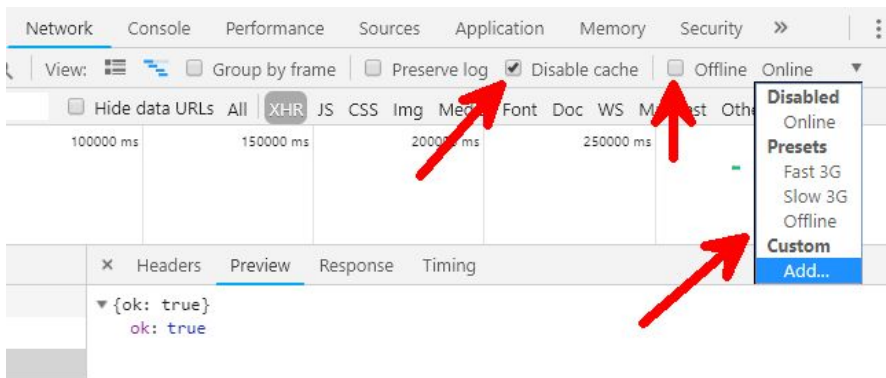 Network Console Performance Sources Application Memory Security »
View: Group by frame Preserve log Disable cache Offline Online
Hide data URLs All XHR JS CSS Img Font Doc WS
Disabled
Online
Presets
Fast 3G
Slow 3G
Offline
Custom
Add...
100000 ms 150000 ms 200000 ms 250000 ms
× Headers Preview Response Timing
▼{ok: true}
ok: true